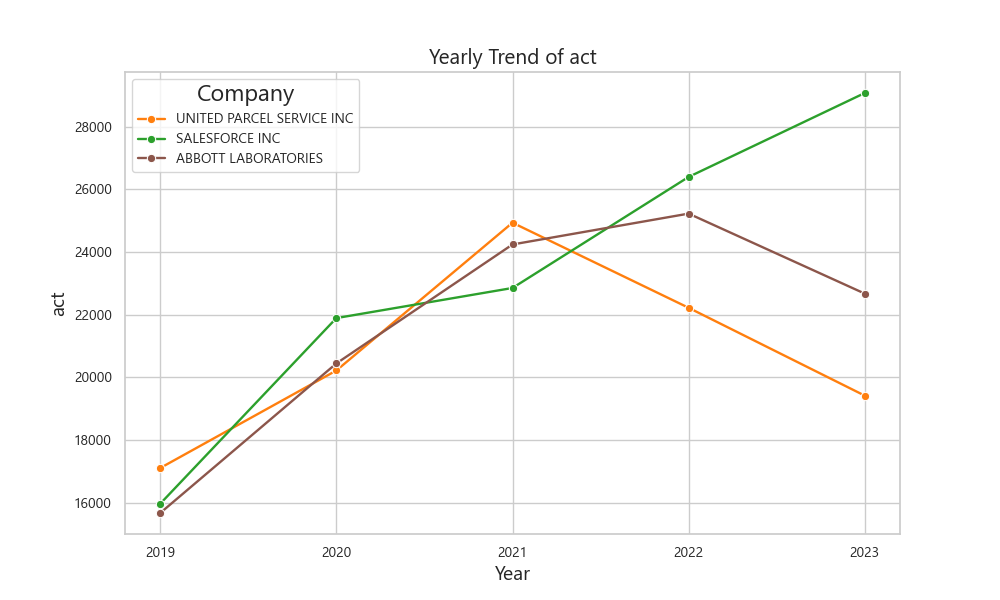 Yearly Trend of act
Company
UNITED PARCEL SERVICE INC
SALESFORCE INC
ABBOTT LABORATORIES
28000
26000
24000
22000
20000
18000
16000
act
2019 2020 2021 2022 2023
Year